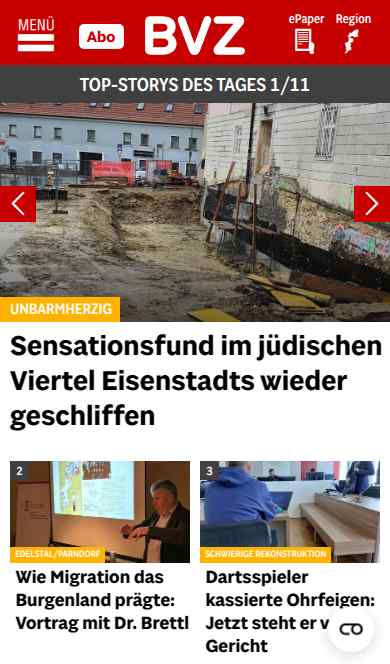 MENÜ
Abo
BVZ
ePaper
Region
TOP-STORYS DES TAGES 1/11
UNBARMHERZIG
Sensationsfund im jüdischen
Viertel Eisenstadts wieder
geschliffen
2
EDELSTAL/PARNDORF
Wie Migration das
Burgenland prägte:
Vortrag mit Dr. Brettl
3
SCHWIERIGE REKONSTRUKTION
Dartsspieler
kassierte Ohrfeigen:
Jetzt steht er
Gericht